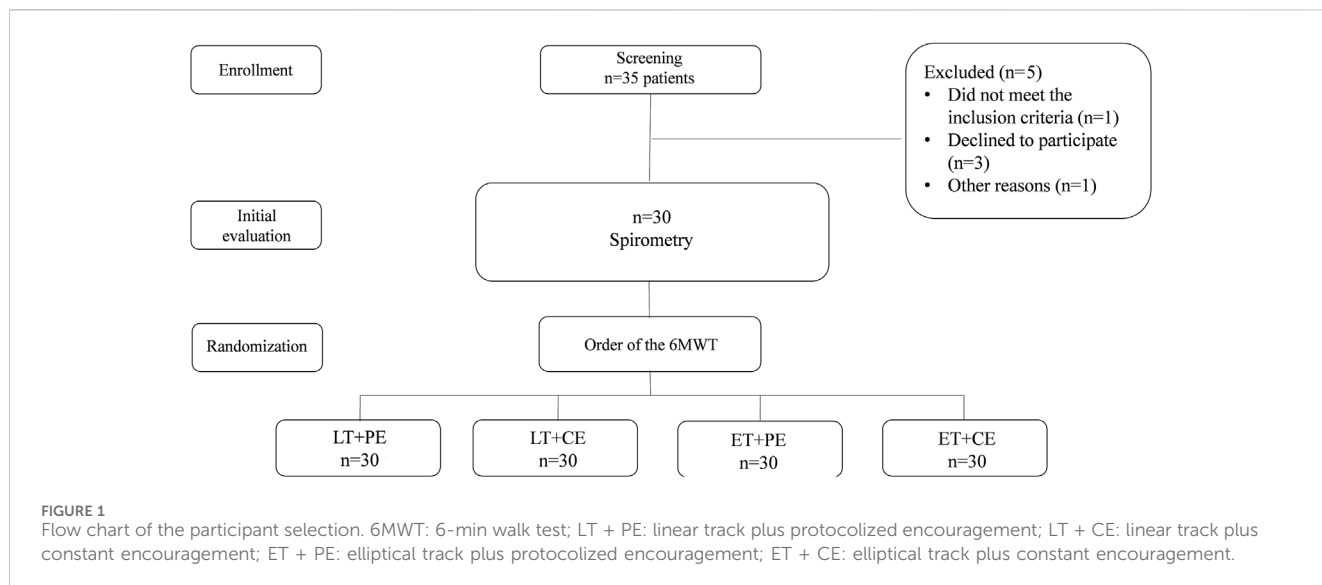 Enrollment
Screening
n=35 patients
Excluded (n=5)
• Did not meet the
inclusion criteria (n=1)
• Declined to participate
(n=3)
• Other reasons (n=1)
Initial
evaluation
n=30
Spirometry
Randomization
Order of the 6MWT
LT+PE
n=30
LT+CE
n=30
ET+PE
n=30
ET+CE
n=30
FIGURE 1
Flow chart of the participant selection. 6MWT: 6-min walk test; LT + PE: linear track plus protocolized encouragement; LT + CE: linear track plus
constant encouragement; ET + PE: elliptical track plus protocolized encouragement; ET + CE: elliptical track plus constant encouragement.